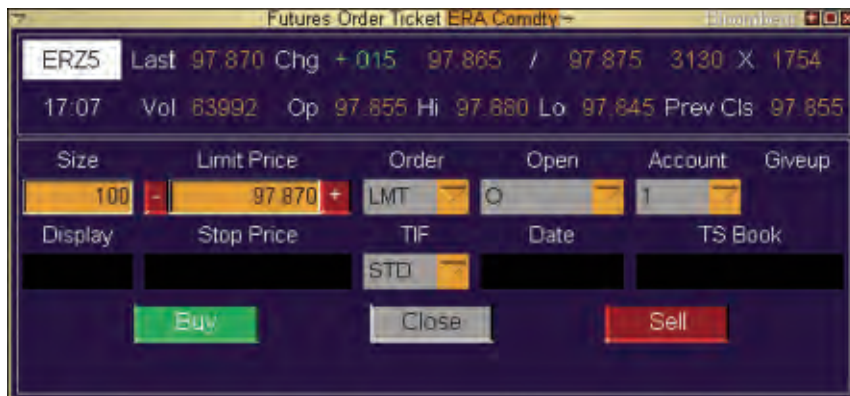 Futures Order Ticket ERA Comdty
ERZ5 Last 97.870 Chg + 015 97.865 / 97.875 3130 X 1754
17:07 Vol 63992 Op 97.855 Hi 97.880 Lo 97.845 Prev Cls 97.855
Size Limit Price Order Open Account Giveup
100 - 97.870 + LMT O 1
Display Stop Price TIF Date TS Book
STD
Buy Close Sell